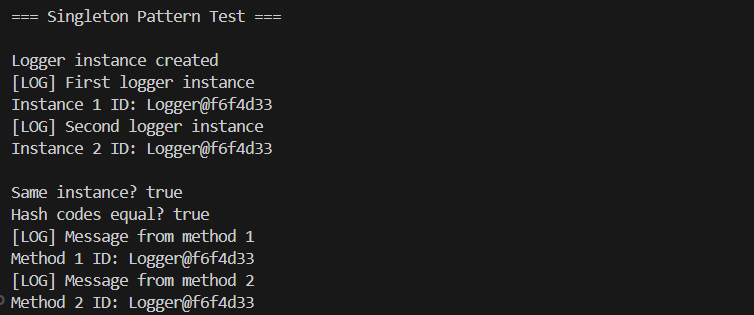 === Singleton Pattern Test ===
Logger instance created
[LOG] First logger instance
Instance 1 ID: Logger@f6f4d33
[LOG] Second logger instance
Instance 2 ID: Logger@f6f4d33
Same instance? true
Hash codes equal? true
[LOG] Message from method 1
Method 1 ID: Logger@f6f4d33
[LOG] Message from method 2
Method 2 ID: Logger@f6f4d33